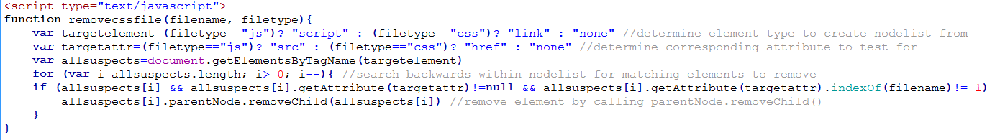 <script type="text/javascript">
function removecssfile(filename, filetype){
    var targetelement=(filetype=="js")? "script" : (filetype=="css")? "link" : "none" //determine element type to create nodelist from
    var targetattr=(filetype=="js")? "src" : (filetype=="css")? "href" : "none" //determine corresponding attribute to test for
    var allsuspects=document.getElementsByTagName(targetelement)
    for (var i=allsuspects.length; i>=0; i--){ //search backwards within nodelist for matching elements to remove
    if (allsuspects[i] && allsuspects[i].getAttribute(targetattr)!=null && allsuspects[i].getAttribute(targetattr).indexOf(filename)!=-1)
        allsuspects[i].parentNode.removeChild(allsuspects[i]) //remove element by calling parentNode.removeChild()
    }
}